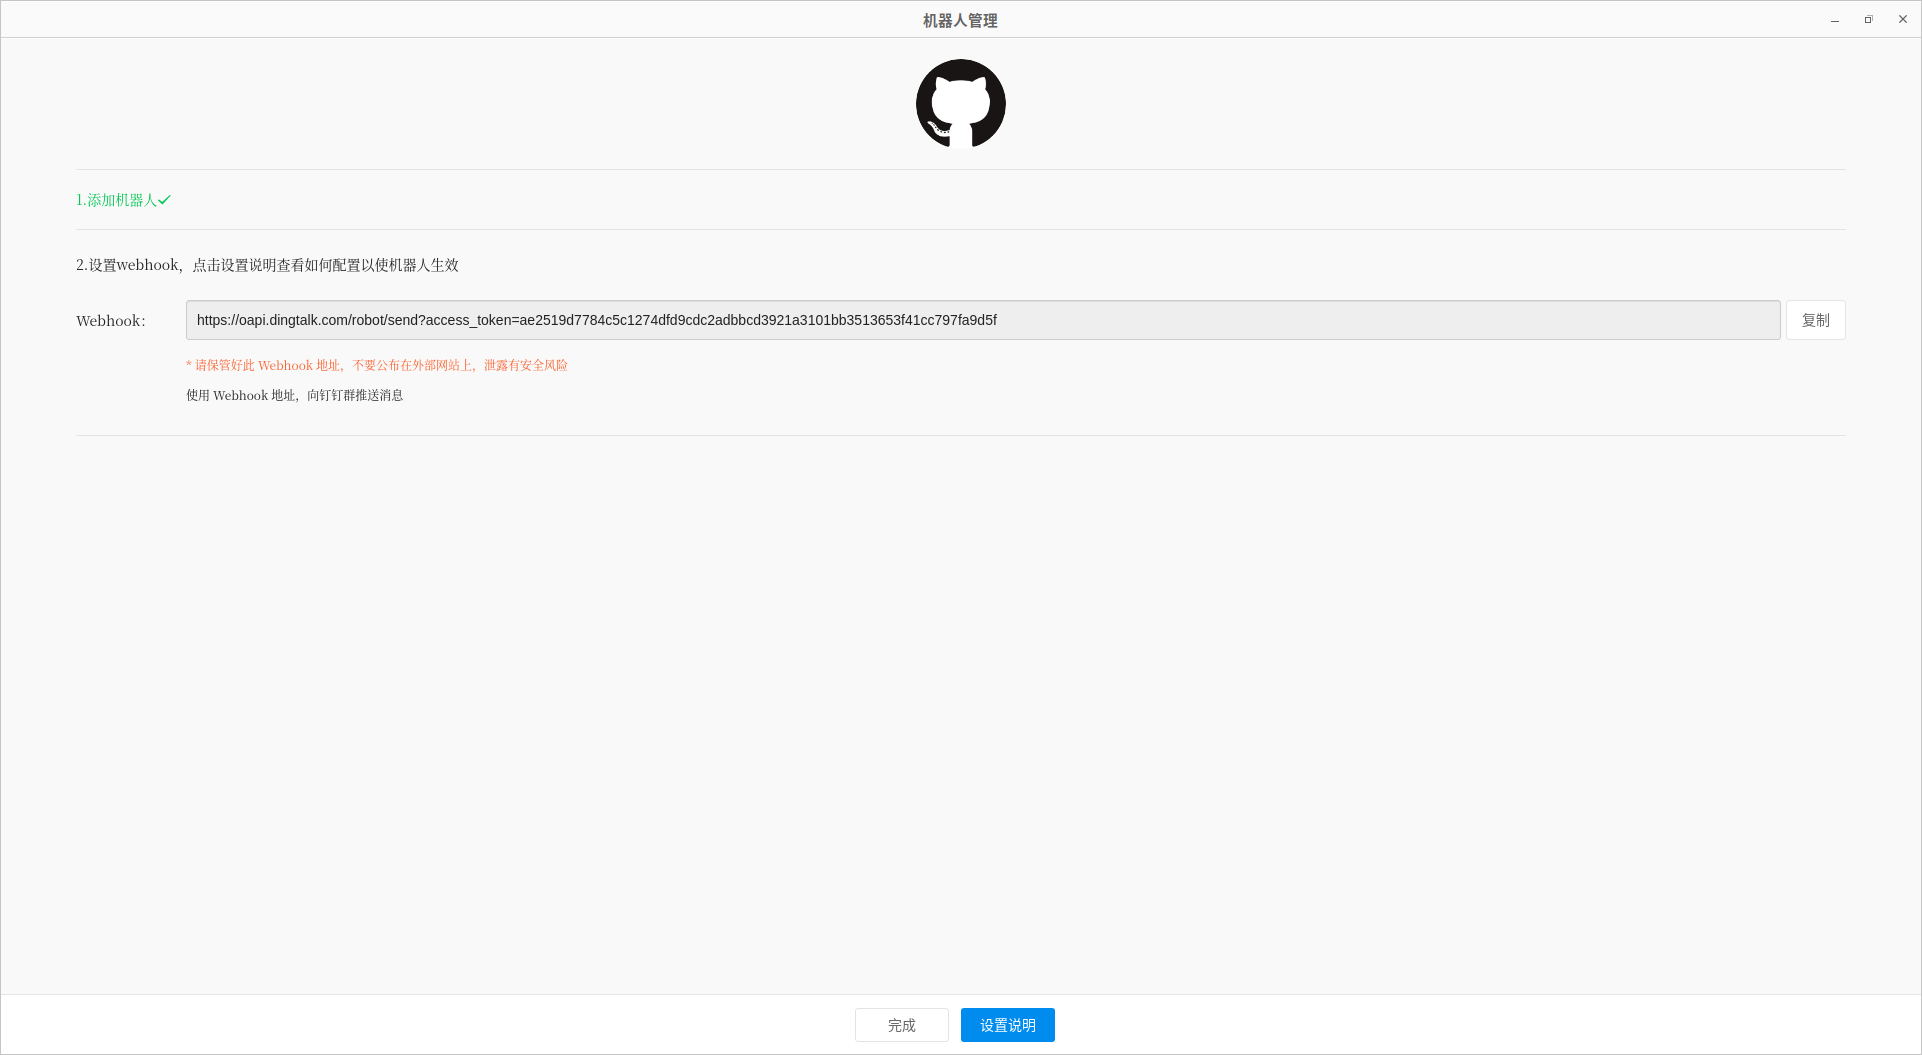 机器人管理
1.添加机器人
2.设置webhook，点击设置说明查看如何配置以使机器人生效
Webhook:
https://oapi.dingtalk.com/robot/send?access_token=ae2519d7784c5c1274dfd9cdc2adbbcd3921a3101bb3513653f41cc797fa9d5f
复制
* 请保管好此 Webhook 地址，不要公布在外部网站上，泄露有安全风险
使用 Webhook 地址，向钉钉群推送消息
完成
设置说明